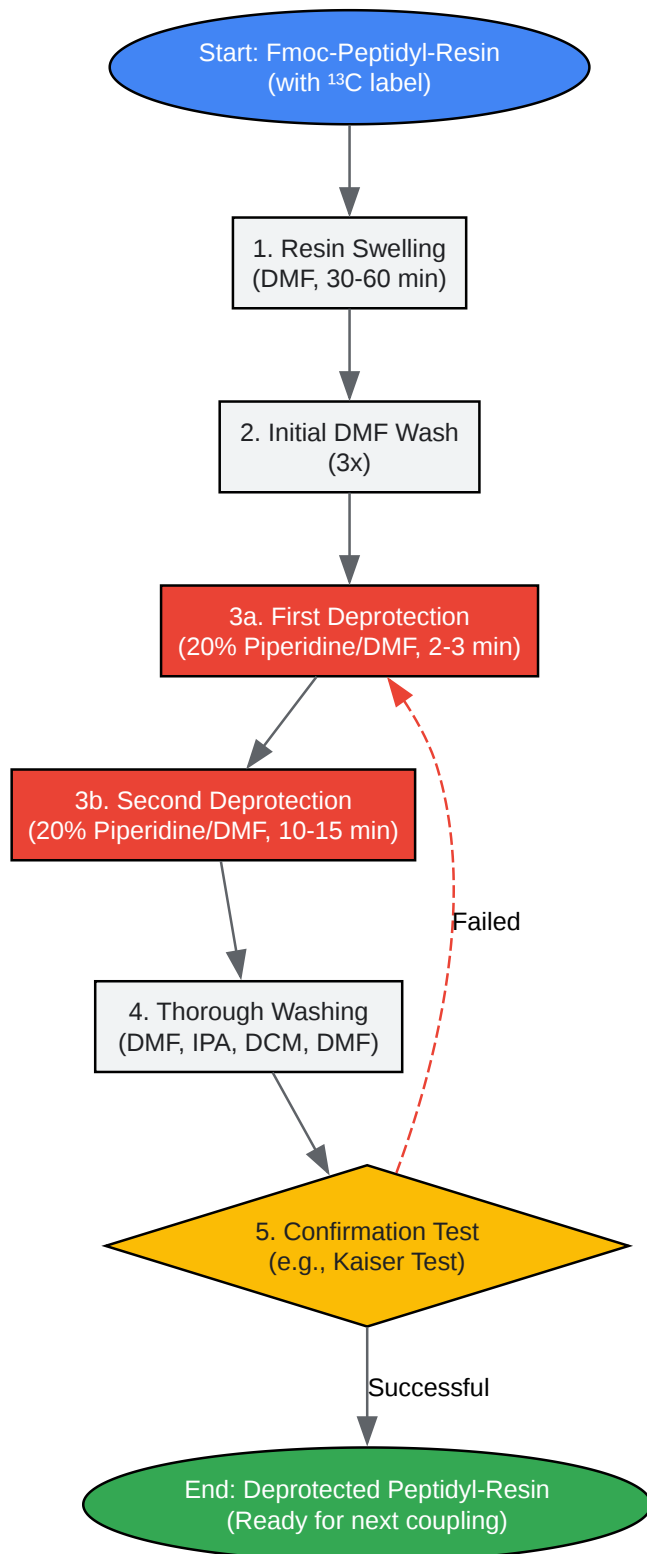 Start: Fmoc-Peptidyl-Resin
(with ¹³C label)
1. Resin Swelling
(DMF, 30-60 min)
2. Initial DMF Wash
(3x)
3a. First Deprotection
(20% Piperidine/DMF, 2-3 min)
3b. Second Deprotection
(20% Piperidine/DMF, 10-15 min)
Failed
4. Thorough Washing
(DMF, IPA, DCM, DMF)
5. Confirmation Test
(e.g., Kaiser Test)
Successful
End: Deprotected Peptidyl-Resin
(Ready for next coupling)